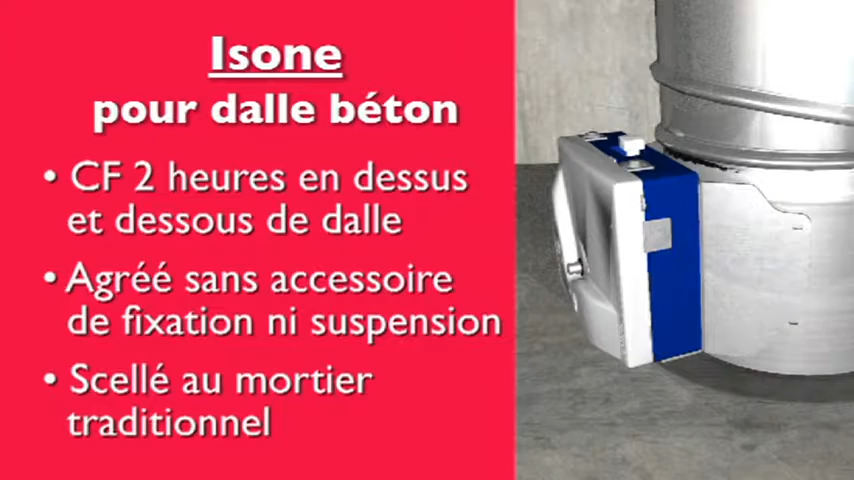 Isone
pour dalle béton
• CF 2 heures en dessus
et dessous de dalle
• Agréé sans accessoire
de fixation ni suspension
• Scellé au mortier
traditionnel